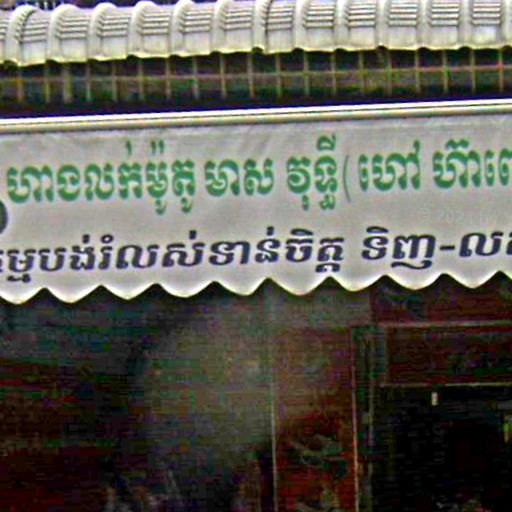 ហាងលក់ម៉ូតូ មាស វុទ្ធី ( ហៅ ហ៊ា
ម្មេបង់រំលស់ទាន់ចិត្ត ទិញ-លក់